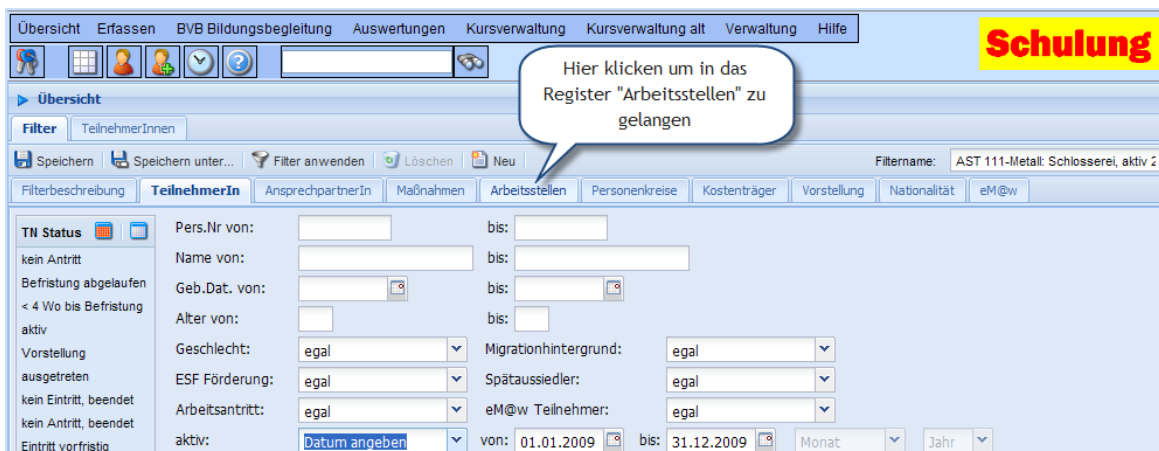 Übersicht Erfassen BVB Bildungsbegleitung Auswertungen Kursverwaltung Kursverwaltung alt Verwaltung Hilfe
Schulung
Hier klicken um in das
Register "Arbeitsstellen" zu
gelangen
Übersicht
Filter TeilnehmerInnen
Speichern Speichern unter... Filter anwenden Löschen Neu Filtername: AST 111-Metall: Schlosserei, aktiv 2
Filterbeschreibung TeilnehmerIn AnsprechpartnerIn Maßnahmen Arbeitsstellen Personenkreise Kostenträger Vorstellung Nationalität eM@w
TN Status
kein Antritt
Befristung abgelaufen
< 4 Wo bis Befristung
aktiv
Vorstellung
ausgetreten
kein Eintritt, beendet
kein Antritt, beendet
Eintritt vorfristig
Pers.Nr von: bis:
Name von: bis:
Geb.Dat. von: bis:
Alter von: bis:
Geschlecht: egal Migrationhintergrund: egal
ESF Förderung: egal Spätaussiedler: egal
Arbeitsantritt: egal eM@w Teilnehmer: egal
aktiv: Datum angeben von: 01.01.2009 bis: 31.12.2009 Monat Jahr